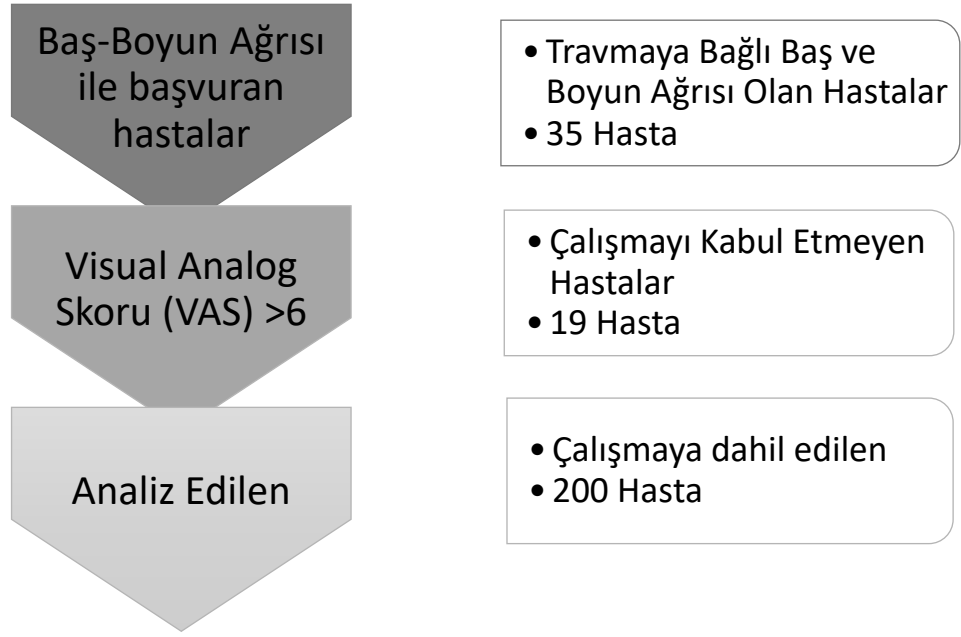 Baş-Boyun Ağrısı
ile başvuran
hastalar
• Travmaya Bağlı Baş ve
Boyun Ağrısı Olan Hastalar
• 35 Hasta
Visual Analog
Skoru (VAS) >6
• Çalışmayı Kabul Etmeyen
Hastalar
• 19 Hasta
Analiz Edilen
• Çalışmaya dahil edilen
• 200 Hasta